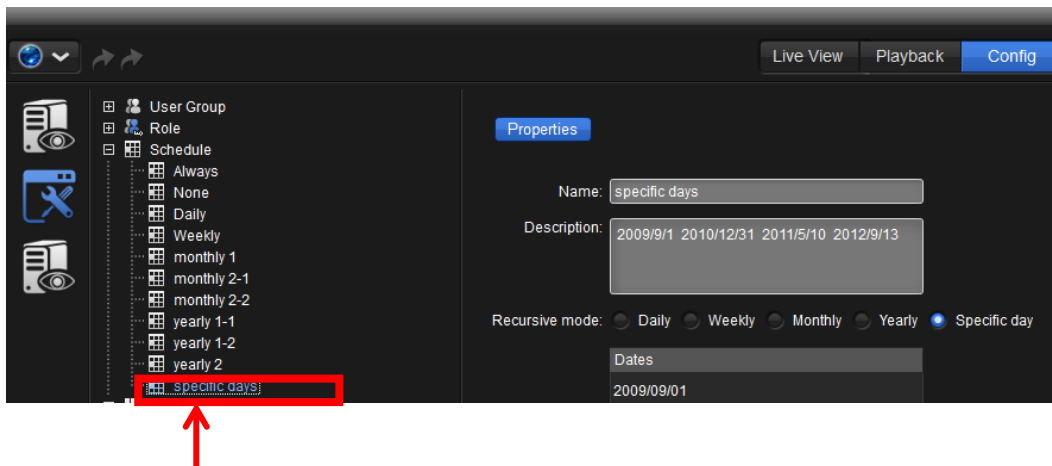 Live View Playback Config
User Group
Role
Schedule
Always
None
Daily
Weekly
monthly 1
monthly 2-1
monthly 2-2
yearly 1-1
yearly 1-2
yearly 2
specific days
Properties
Name: specific days
Description: 2009/9/1 2010/12/31 2011/5/10 2012/9/13
Recursive mode: Daily Weekly Monthly Yearly Specific day
Dates
2009/09/01